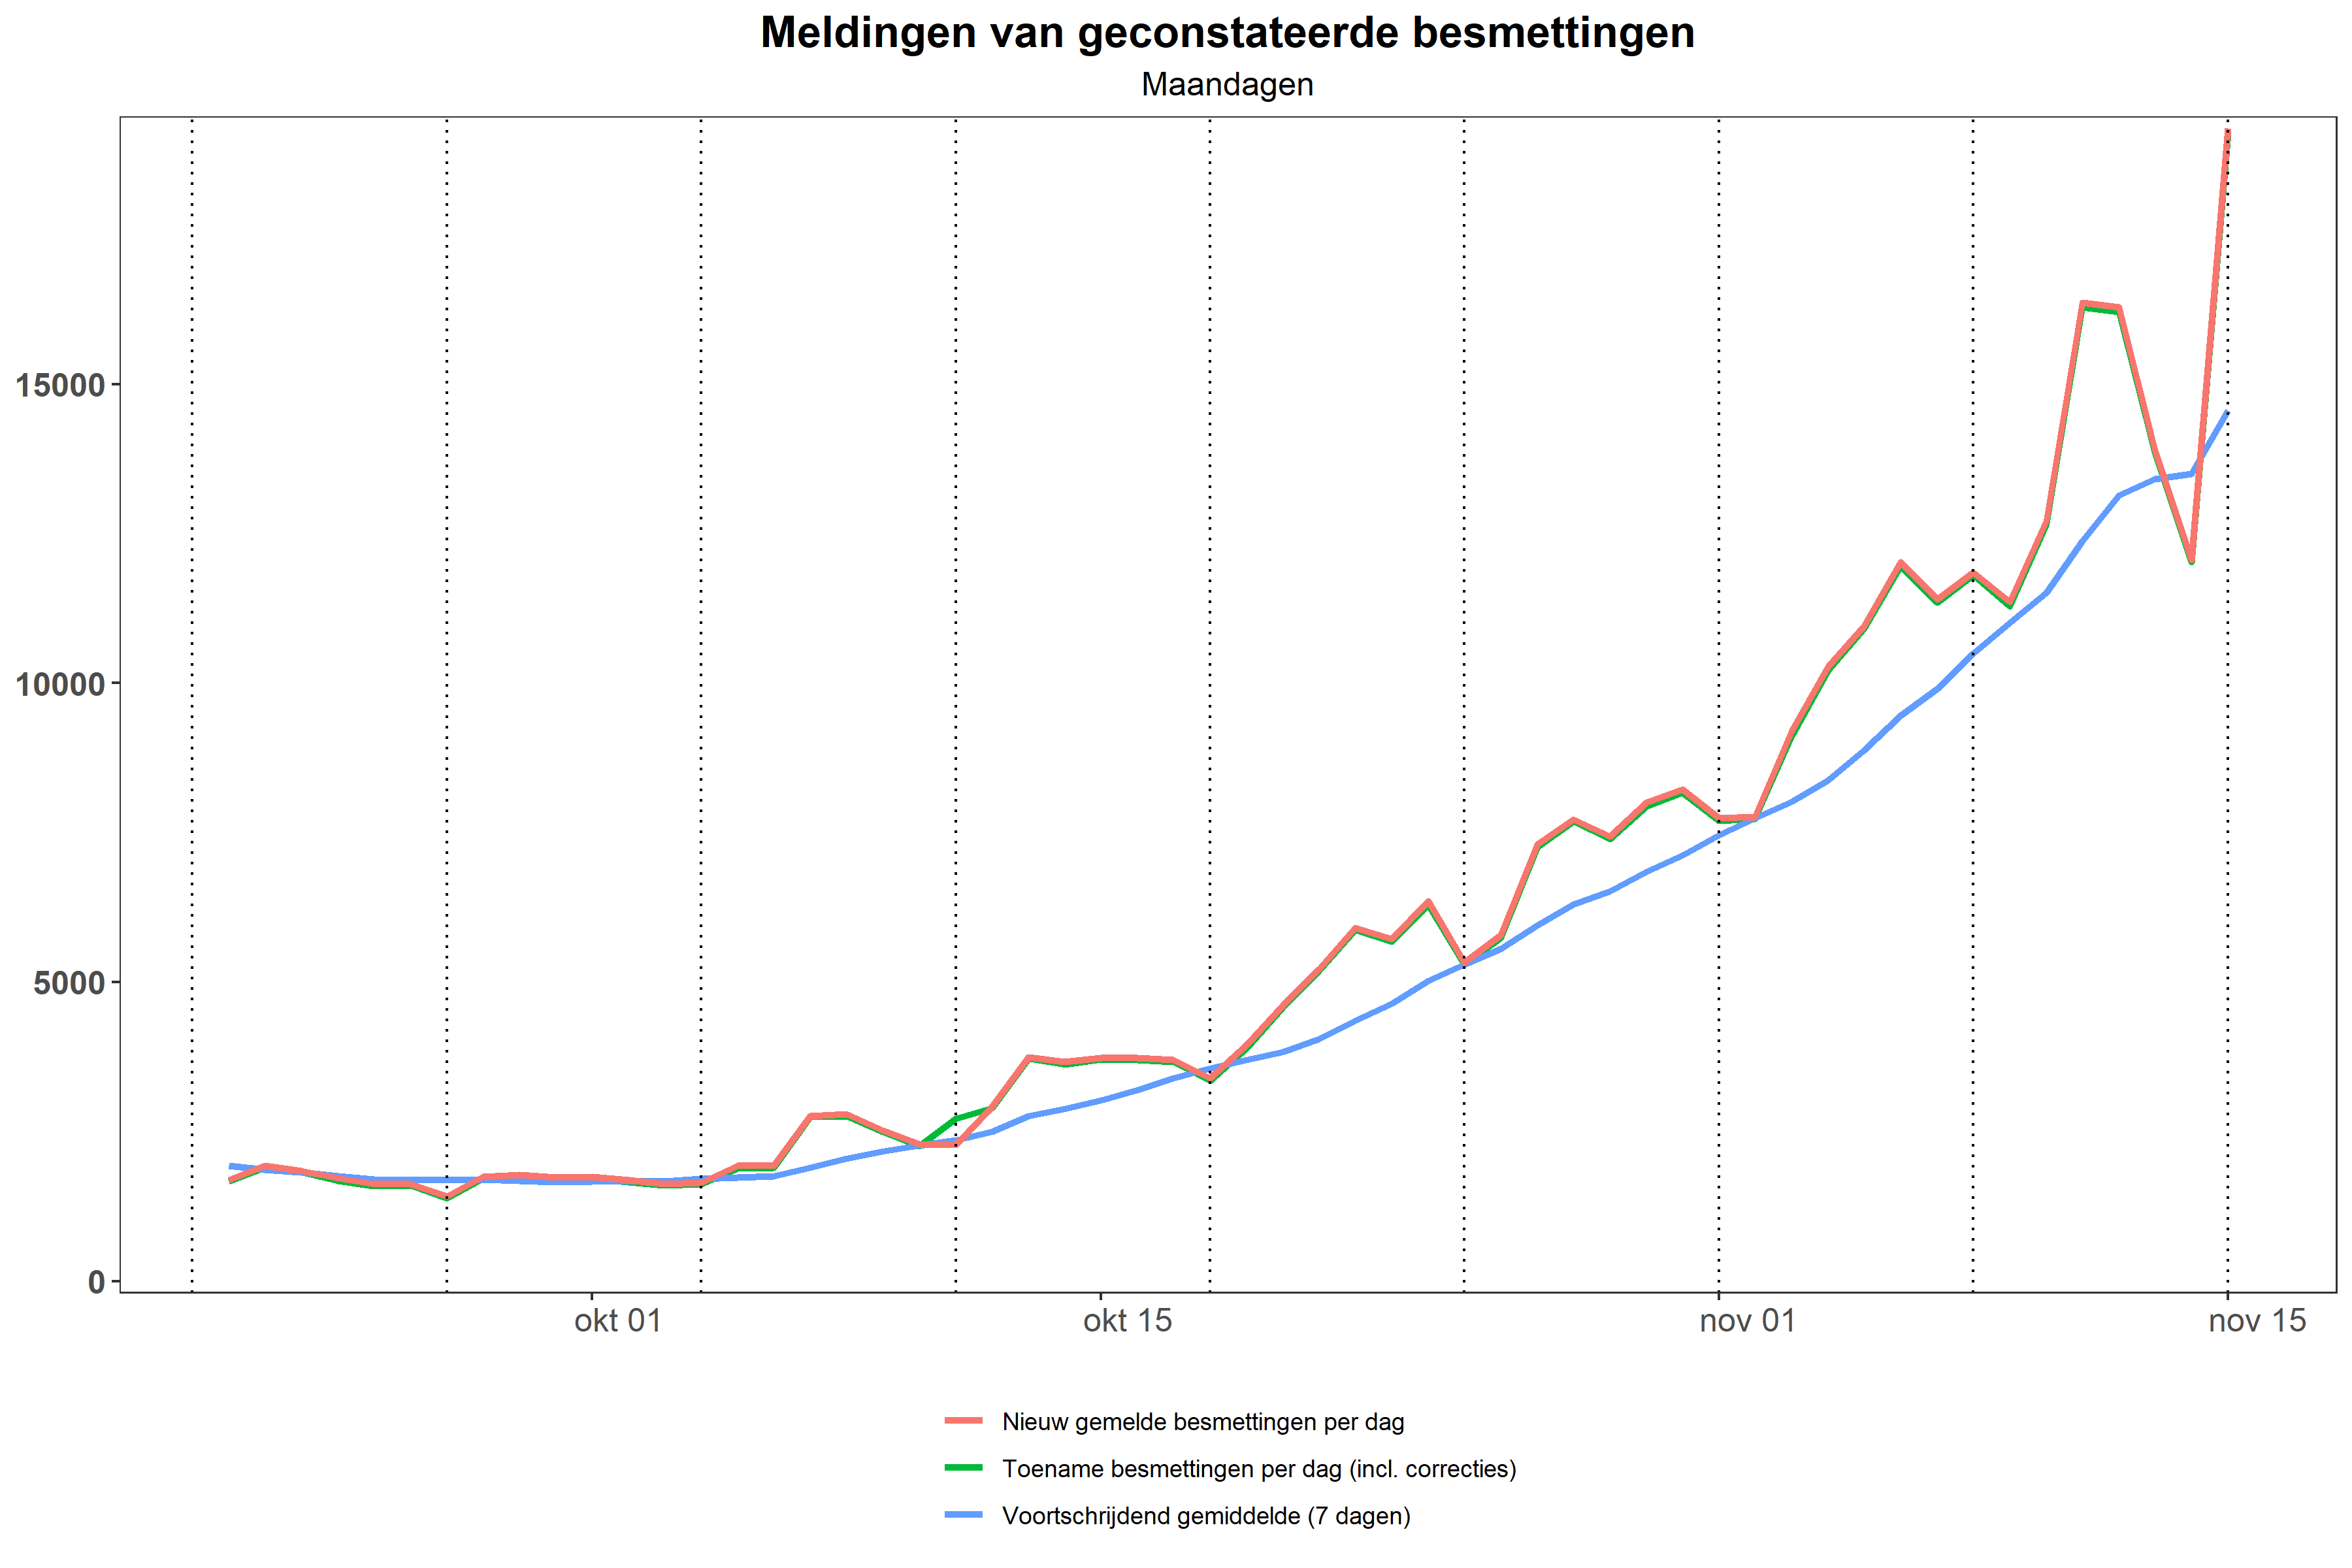 Meldingen van geconstateerde besmettingen
Maandagen
15000
10000
5000
0
okt 01
okt 15
nov 01
nov 15
Nieuw gemelde besmettingen per dag
Toename besmettingen per dag (incl. correcties)
Voortschrijdend gemiddelde (7 dagen)